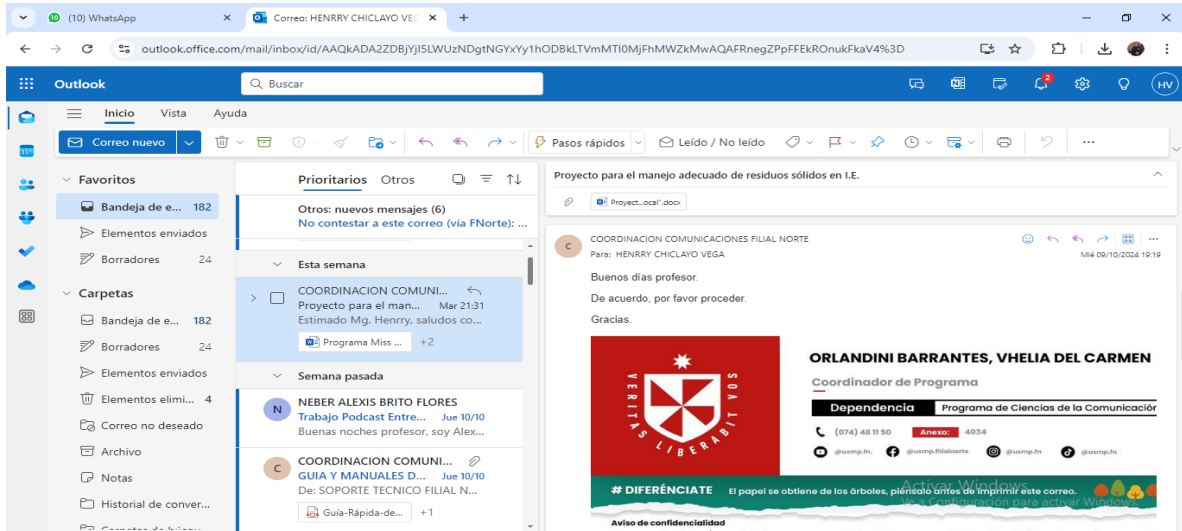 (10) WhatsApp
Correo: HENRRY CHICLAYO VEC
outlook.office.com/mail/inbox/id/AAQkADA2ZDBjYjI5LWUzNDgtNGYxYy1hODBkLTVmMTI0MjFhMWZkMwAQAFRnegZPpFFEkROnukFkaV4%3D
Outlook
Buscar
2
HV
Inicio Vista Ayuda
Correo nuevo
Pasos rápidos
Leído / No leído
Favoritos
Bandeja de e... 182
Elementos enviados
Borradores 24
Carpetas
Bandeja de e... 182
Borradores 24
Elementos enviados
Elementos elimi... 4
Correo no deseado
Archivo
Notas
Historial de conver...
Prioritarios Otros
Otros: nuevos mensajes (6)
No contestar a este correo (vía FNorte); ...
Esta semana
COORDINACION COMUNI...
Proyecto para el man... Mar 21:31
Estimado Mg. Henrry, saludos co...
Programa Miss ... +2
Semana pasada
N
NEBER ALEXIS BRITO FLORES
Trabajo Podcast Entre... Jue 10/10
Buenas noches profesor, soy Alex...
C
COORDINACION COMUNI...
GUIA Y MANUALES D... Jue 10/10
De: SOPORTE TECNICO FILIAL N...
Guía-Rápida-de... +1
Proyecto para el manejo adecuado de residuos sólidos en I.E.
Proyect...ocal".docx
C
COORDINACION COMUNICACIONES FILIAL NORTE
Para: HENRRY CHICLAYO VEGA
Mié 09/10/2024 19:19
Buenos días profesor.
De acuerdo, por favor proceder.
Gracias.
VERITAS LIBERABIT VOS
ORLANDINI BARRANTES, VHELIA DEL CARMEN
Coordinador de Programa
Dependencia Programa de Ciencias de la Comunicación
(074) 48 11 50 Anexo: 4034
@usmp.fn. @usmp.filialnorte @usmp.fn @usmp.fn
# DIFERÉNCIATE El papel se obtiene de los árboles, piénsalo antes de imprimir este correo.
Activar Windows
Ve a Configuración para activar Windows.
Aviso de confidencialidad